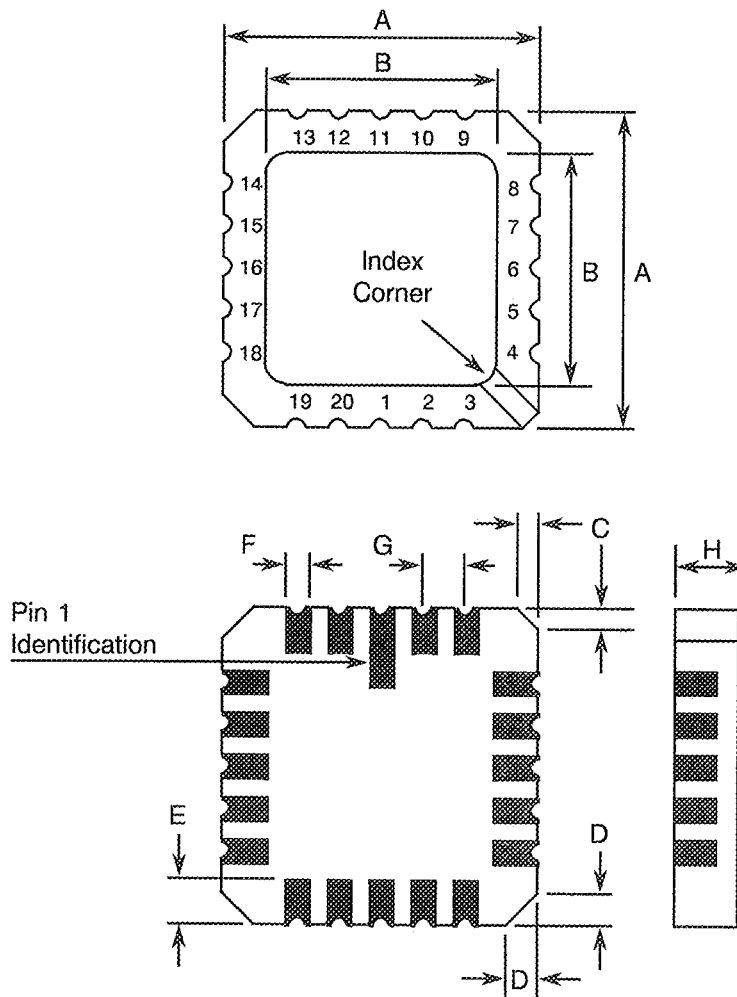 A
B
13 12 11 10 9
14 8
15 7
16 6
17 5
18 4
Index
Corner
B
A
19 20 1 2 3
C
F
G
H
Pin 1
Identification
E
D
D